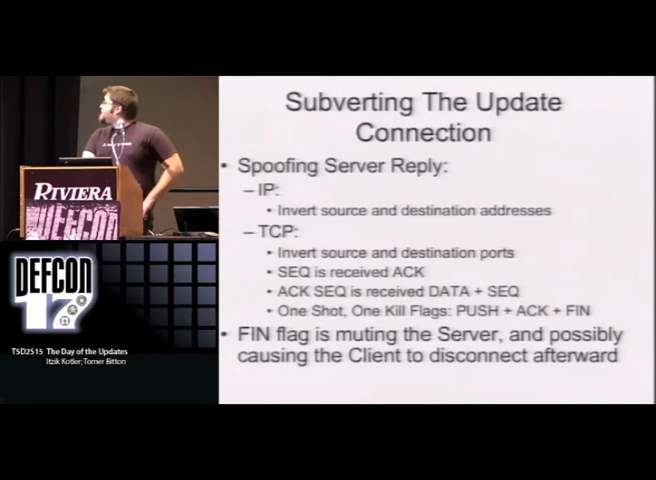 Subverting The Update
Connection
• Spoofing Server Reply:
– IP:
• Invert source and destination addresses
– TCP:
• Invert source and destination ports
• SEQ is received ACK
• ACK SEQ is received DATA + SEQ
• One Shot, One Kill Flags: PUSH + ACK + FIN
• FIN flag is muting the Server, and possibly
causing the Client to disconnect afterward
RIVIERA
DEFCON
DEFCON
17
T5D2S15 The Day of the Updates
Itzik Kotler;Tomer Bitton